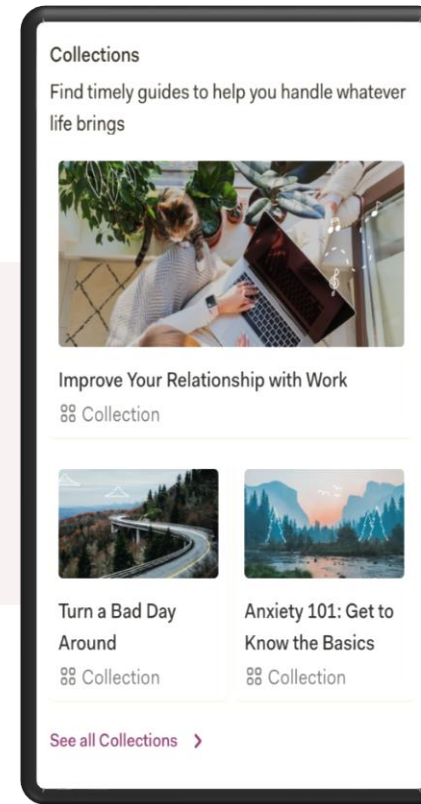 Collections
Find timely guides to help you handle whatever
life brings
Improve Your Relationship with Work
Collection
Turn a Bad Day
Around
Collection
Anxiety 101: Get to
Know the Basics
Collection
See all Collections